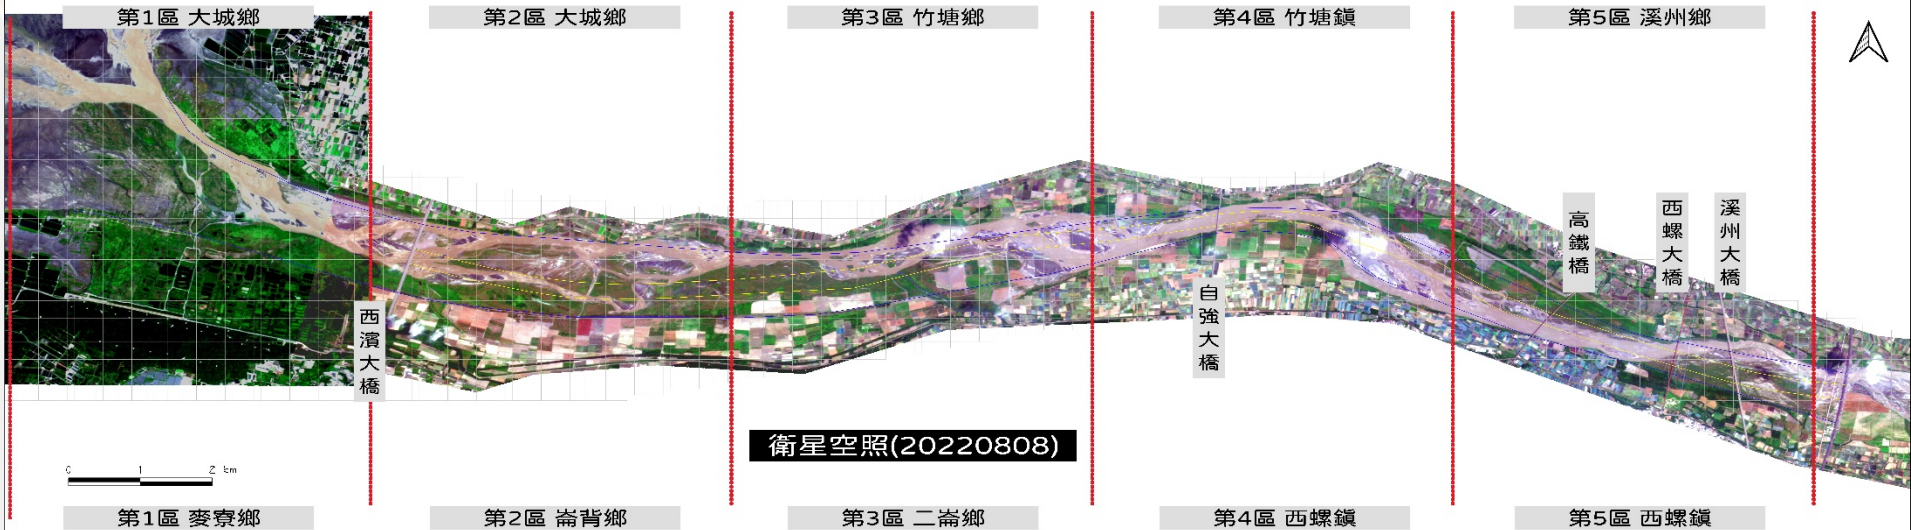 第1區 大城鄉
第2區 大城鄉
第3區 竹塘鄉
第4區 竹塘鎮
第5區 溪州鄉
西濱大橋
自強大橋
高鐵橋
西螺大橋
溪州大橋
衛星空照(20220808)
0 1 2 km
第1區 麥寮鄉
第2區 崙背鄉
第3區 二崙鄉
第4區 西螺鎮
第5區 西螺鎮